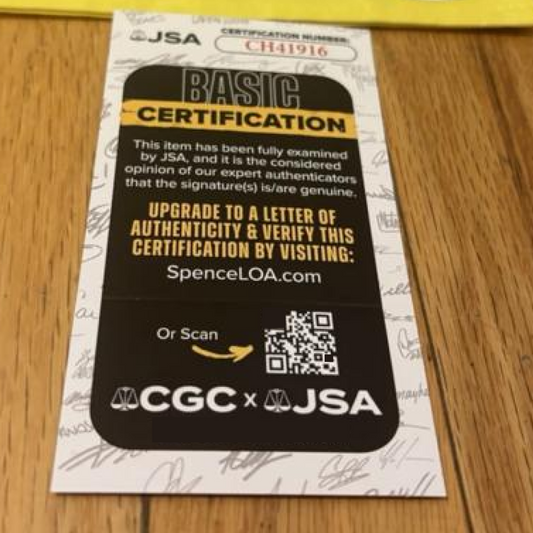 JSA
CERTIFICATION NUMBER:
CH41916
BASIC
CERTIFICATION
This item has been fully examined
by JSA, and it is the considered
opinion of our expert authenticators
that the signature(s) is/are genuine.
UPGRADE TO A LETTER OF
AUTHENTICITY & VERIFY THIS
CERTIFICATION BY VISITING:
SpenceLOA.com
Or Scan
CGC x JSA